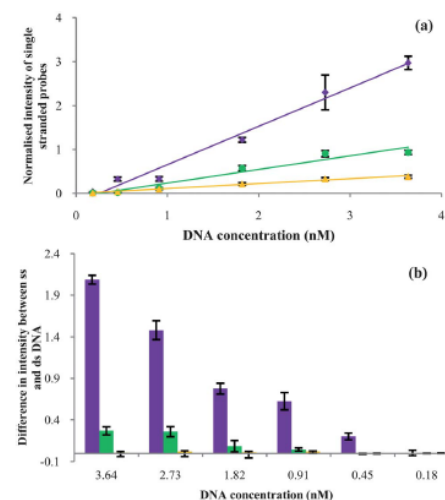 (a)
Normalised intensity of single
stranded probes
4
3
2
1
0
0 1 2 3 4
DNA concentration (nM)
(b)
Difference in intensity between ss
and ds DNA
2.4
1.9
1.4
0.9
0.4
-0.1
3.64 2.73 1.82 0.91 0.45 0.18
DNA concentration (nM)